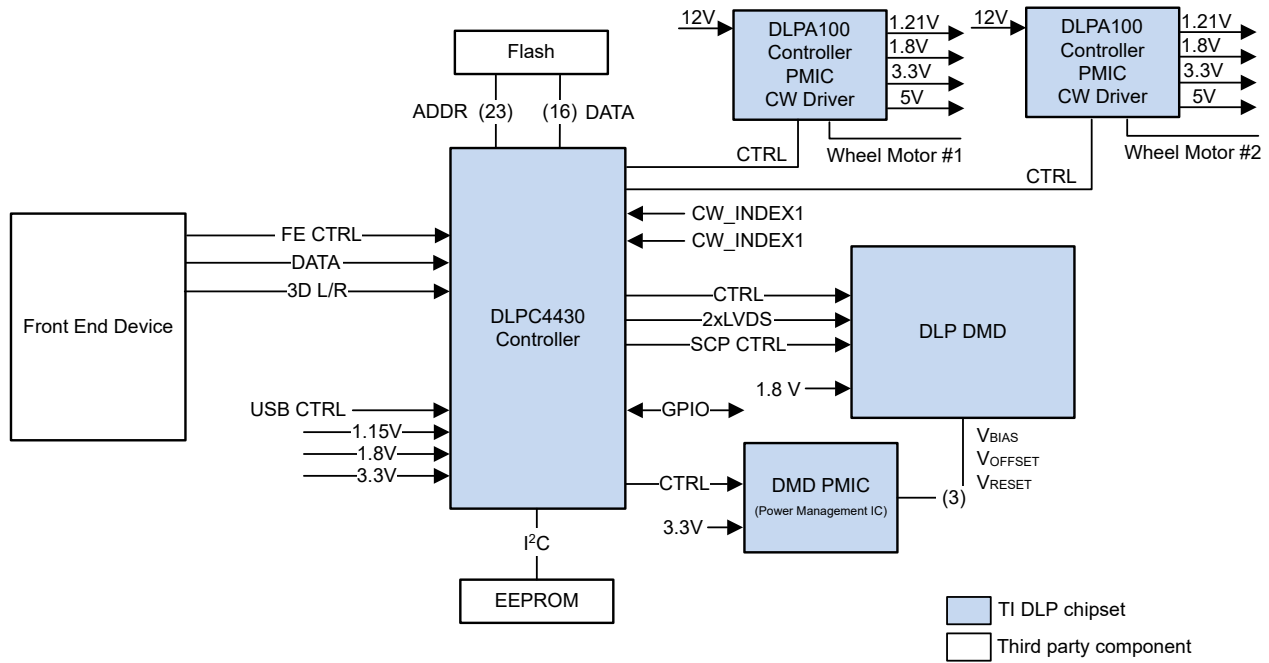 12V
DLPA100
Controller
PMIC
CW Driver
1.21V
1.8V
3.3V
5V
12V
DLPA100
Controller
PMIC
CW Driver
1.21V
1.8V
3.3V
5V
Flash
ADDR (23) (16) DATA
CTRL
Wheel Motor #1
CTRL
Wheel Motor #2
CW_INDEX1
CW_INDEX1
Front End Device
FE CTRL
DATA
3D L/R
DLPC4430
Controller
CTRL
2xLVDS
SCP CTRL
1.8 V
DLP DMD
USB CTRL
1.15V
1.8V
3.3V
GPIO
VBIAS
VOFFSET
VRESET
(3)
CTRL
3.3V
DMD PMIC
(Power Management IC)
I²C
EEPROM
TI DLP chipset
Third party component